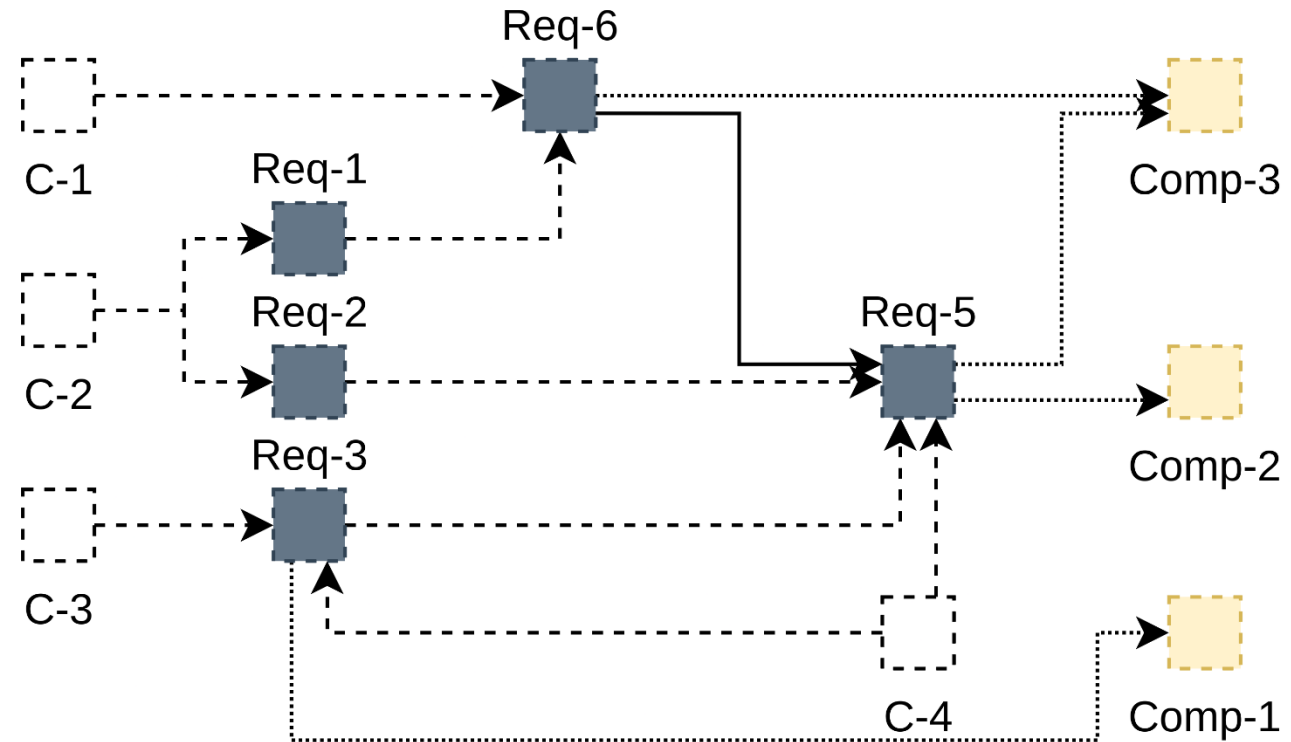 Req-6
C-1
Req-1
Comp-3
Req-2
Req-5
C-2
Req-3
Comp-2
C-3
C-4
Comp-1